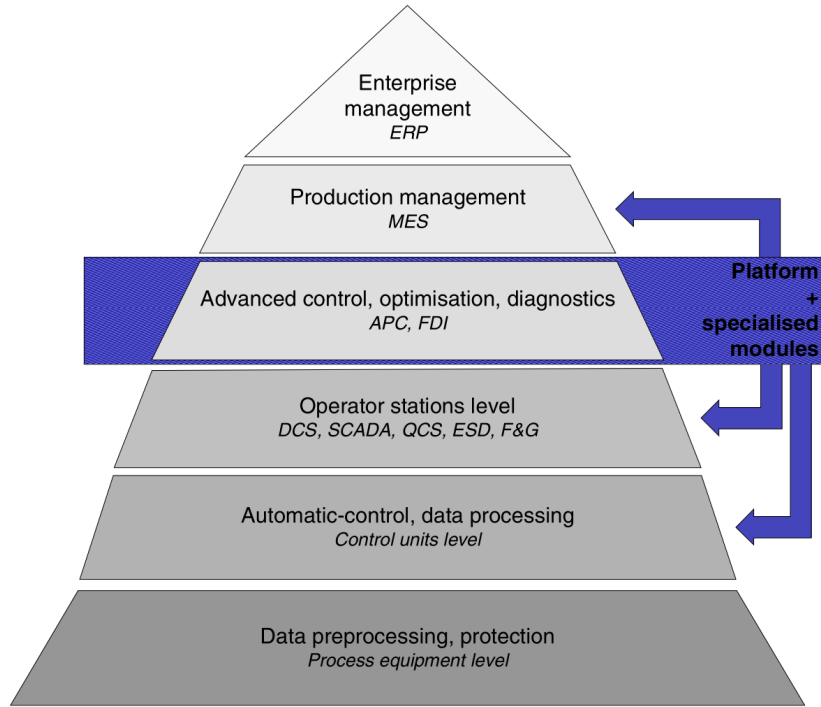 Enterprise
management
ERP
Production management
MES
Advanced control, optimisation, diagnostics
APC, FDI
Platform
+
specialised
modules
Operator stations level
DCS, SCADA, QCS, ESD, F&G
Automatic-control, data processing
Control units level
Data preprocessing, protection
Process equipment level